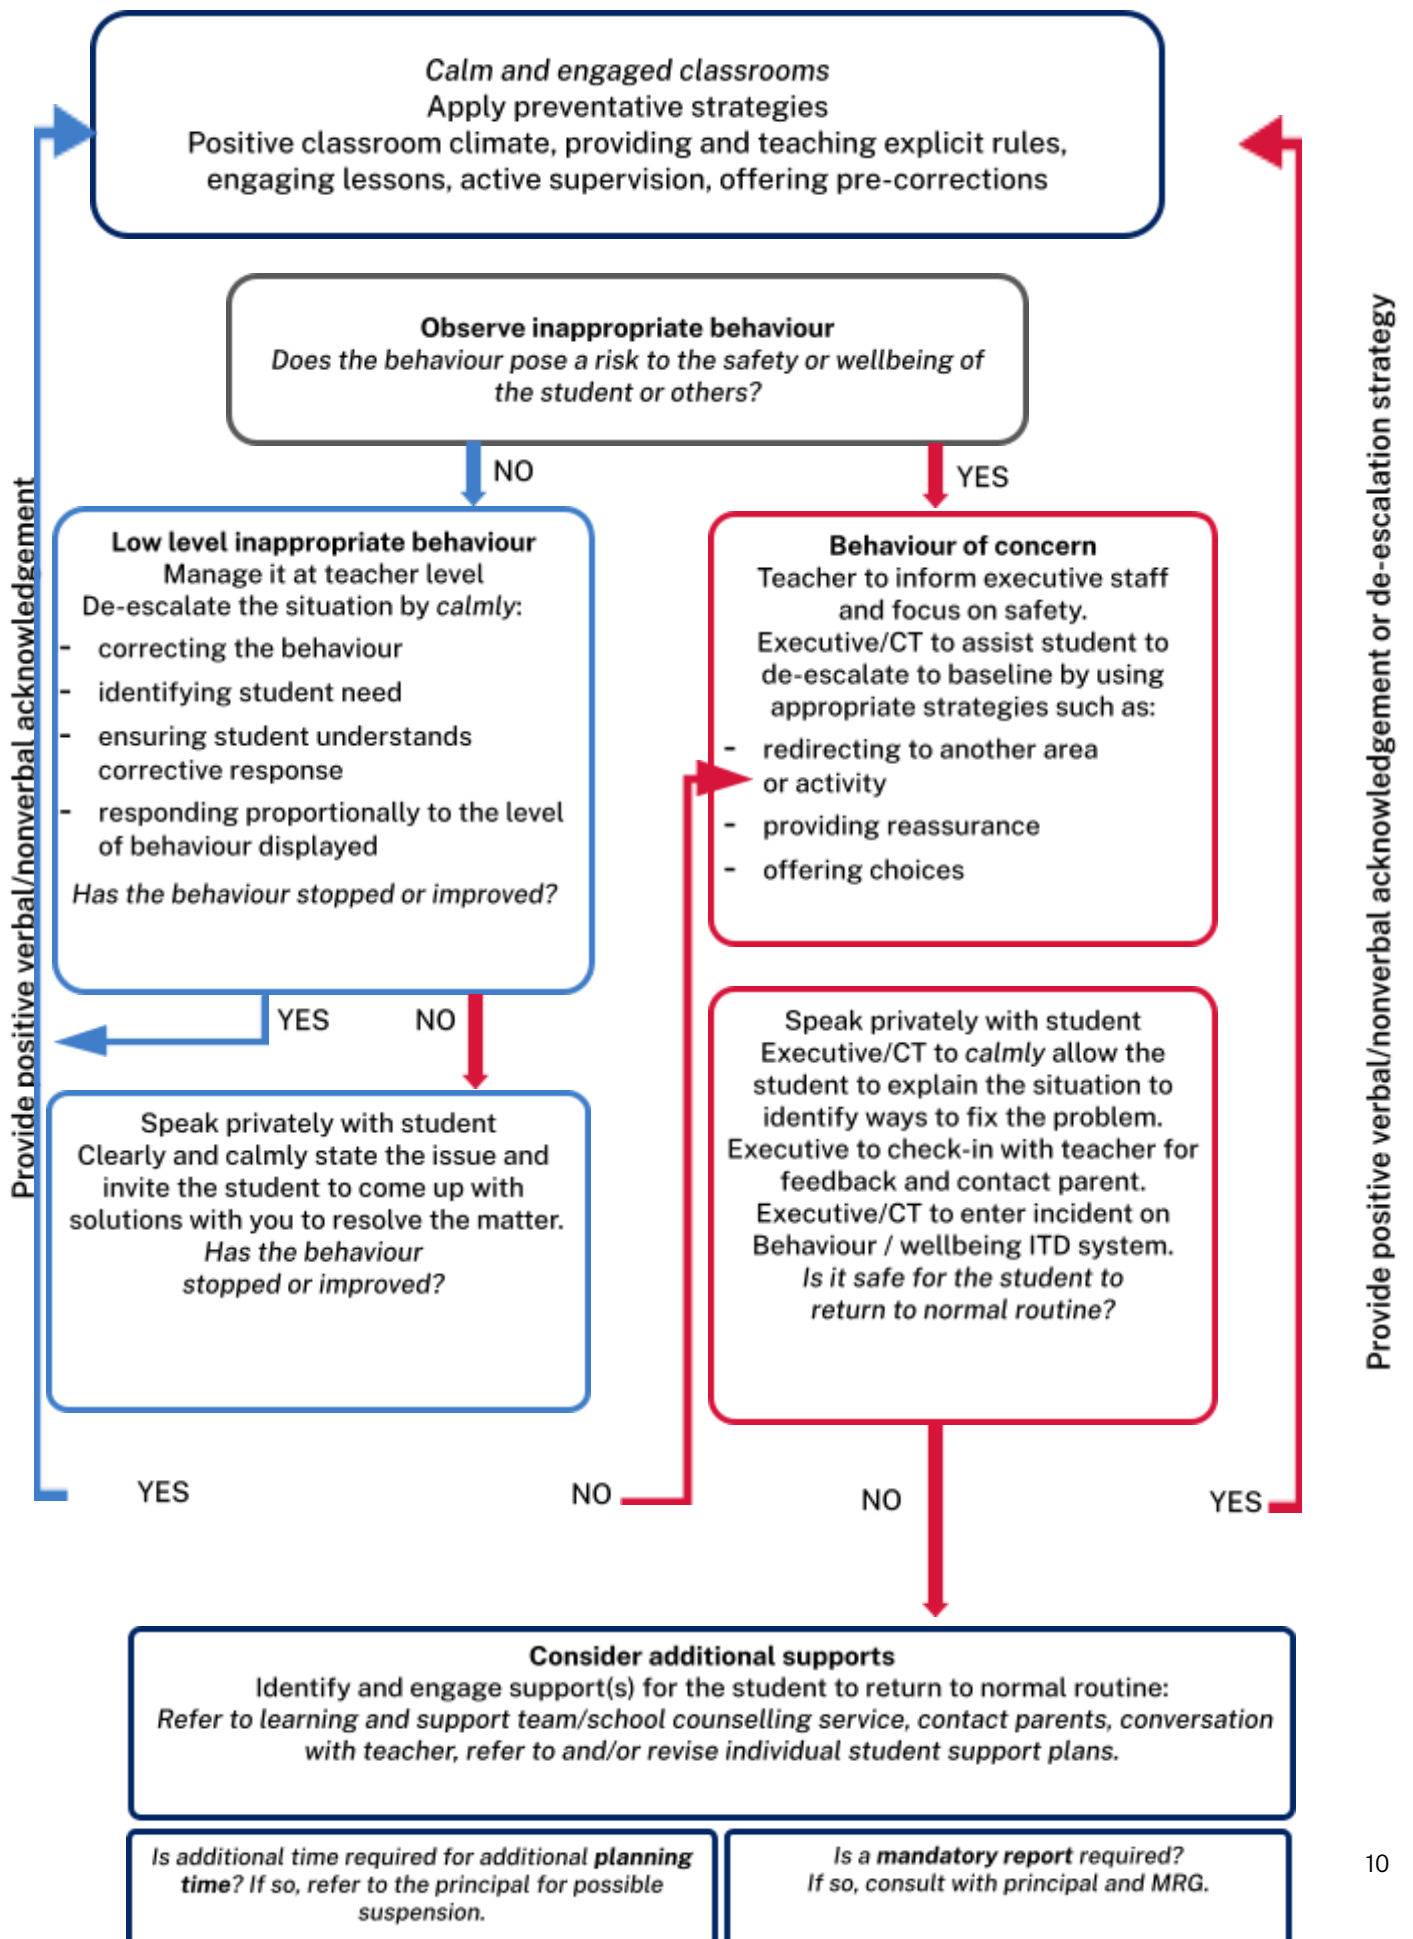 Calm and engaged classrooms
Apply preventative strategies
Positive classroom climate, providing and teaching explicit rules,
engaging lessons, active supervision, offering pre-corrections
Observe inappropriate behaviour
Does the behaviour pose a risk to the safety or wellbeing of
the student or others?
NO
YES
Low level inappropriate behaviour
Manage it at teacher level
De-escalate the situation by calmly:
- correcting the behaviour
- identifying student need
- ensuring student understands
corrective response
- responding proportionally to the level
of behaviour displayed
Has the behaviour stopped or improved?
Behaviour of concern
Teacher to inform executive staff
and focus on safety.
Executive/CT to assist student to
de-escalate to baseline by using
appropriate strategies such as:
- redirecting to another area
or activity
- providing reassurance
- offering choices
YES
NO
Speak privately with student
Clearly and calmly state the issue and
invite the student to come up with
solutions with you to resolve the matter.
Has the behaviour
stopped or improved?
Speak privately with student
Executive/CT to calmly allow the
student to explain the situation to
identify ways to fix the problem.
Executive to check-in with teacher for
feedback and contact parent.
Executive/CT to enter incident on
Behaviour / wellbeing ITD system.
Is it safe for the student to
return to normal routine?
YES
NO
NO
YES
Provide positive verbal/nonverbal acknowledgement
Provide positive verbal/nonverbal acknowledgement or de-escalation strategy
Consider additional supports
Identify and engage support(s) for the student to return to normal routine:
Refer to learning and support team/school counselling service, contact parents, conversation
with teacher, refer to and/or revise individual student support plans.
Is additional time required for additional planning
time? If so, refer to the principal for possible
suspension.
Is a mandatory report required?
If so, consult with principal and MRG.
10